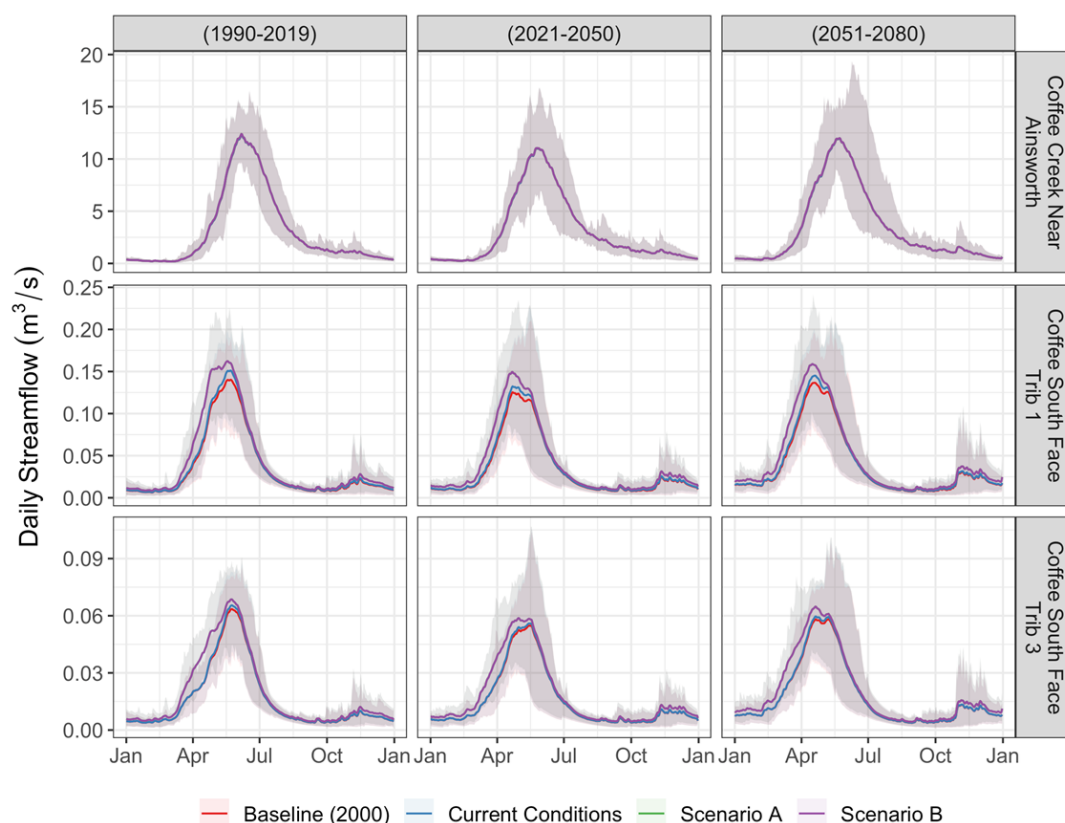 (1990-2019) (2021-2050) (2051-2080)
Daily Streamflow (m³/s)
20
15
10
5
0
Coffee Creek Near
Ainsworth
0.25
0.20
0.15
0.10
0.05
0.00
Coffee South Face
Trib 1
0.09
0.06
0.03
0.00
Coffee South Face
Trib 3
Jan Apr Jul Oct Jan Jan Apr Jul Oct Jan Jan Apr Jul Oct Jan
Baseline (2000) Current Conditions Scenario A Scenario B